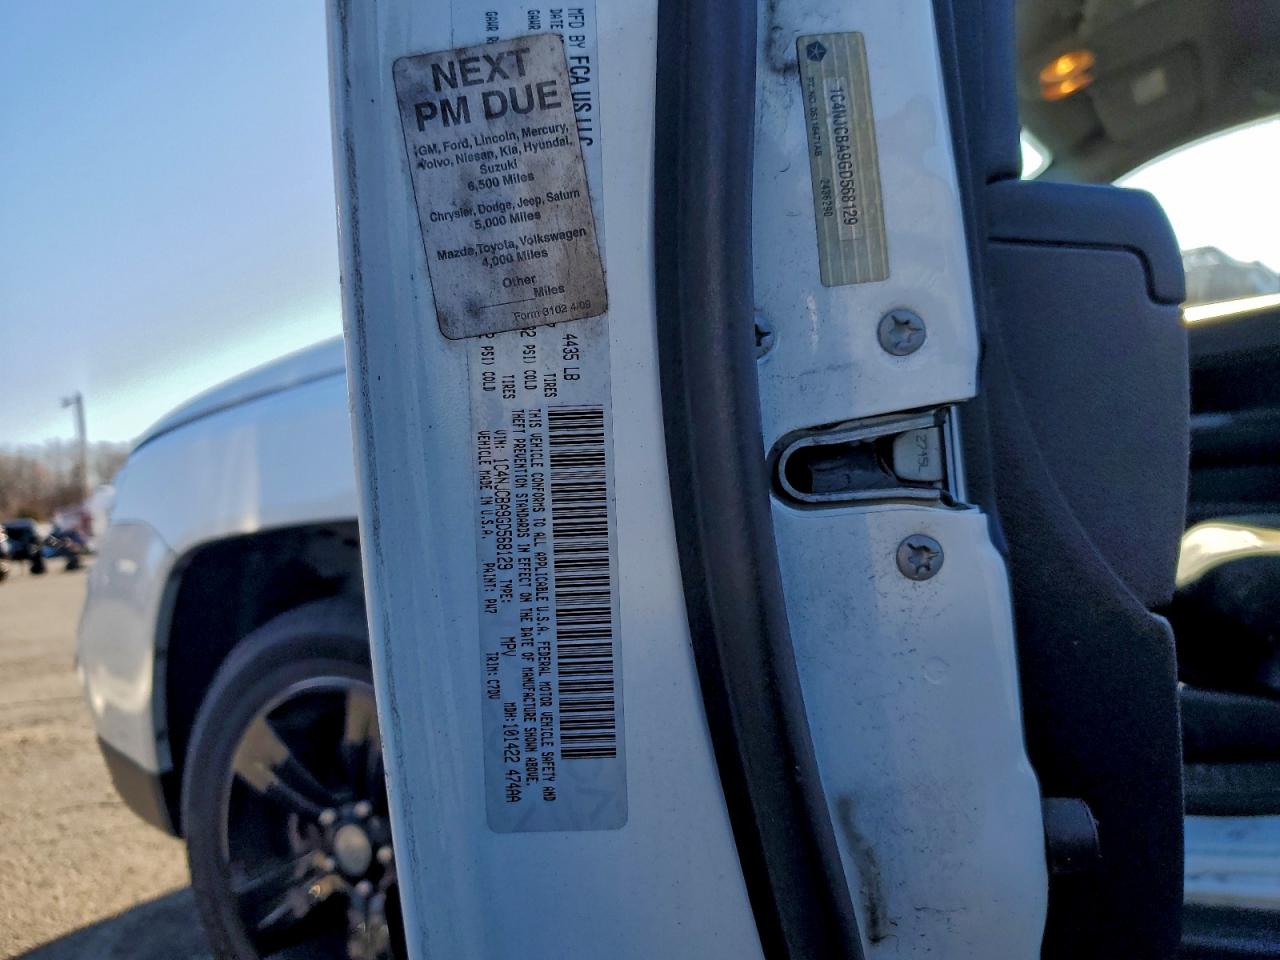 NEXT
PM DUE
GM, Ford, Lincoln, Mercury,
Volvo, Nissan, Kia, Hyundai,
Suzuki
6,500 Miles
Chrysler, Dodge, Jeep, Saturn
5,000 Miles
Mazda, Toyota, Volkswagen
4,000 Miles
Other
Miles
Form 3102 4/09
MFD BY FCA US LLC
DATE
GAWR
GAWR
4435 LB
TIRES
PSI) COLD
TIRES
PSI) COLD
THIS VEHICLE CONFORMS TO ALL APPLICABLE U.S.A. FEDERAL MOTOR VEHICLE SAFETY AND
THEFT PREVENTION STANDARDS IN EFFECT ON THE DATE OF MANUFACTURE SHOWN ABOVE.
VIN: 1C4NJCBA9GD568129 TYPE: MPV MDH: 101422 474AA
VEHICLE MADE IN U.S.A. PAINT: PW7 TRIM: C7DV
1C4NJCBA9GD568129
2436290
2745L